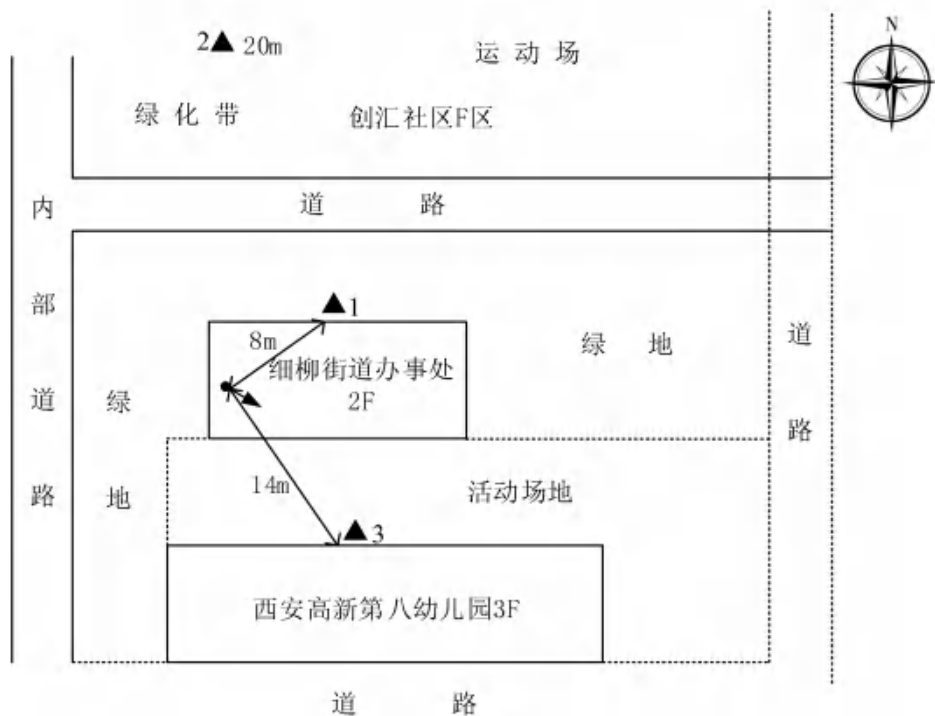 N
2▲ 20m
运动场
绿化带
创汇社区F区
道路
内部道路
▲1
8m
细柳街道办事处
2F
绿地
道路
绿地
14m
活动场地
▲3
西安高新第八幼儿园3F
道路